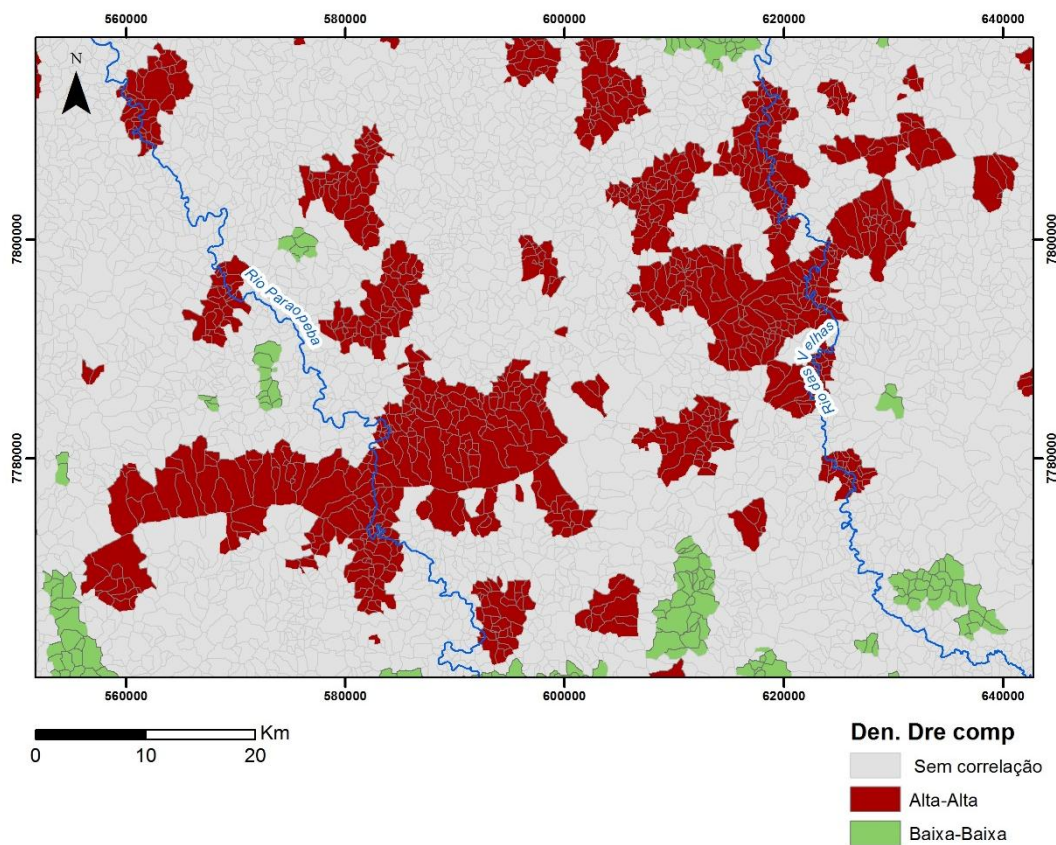 560000 580000 600000 620000 640000
N
7800000 7800000
Rio Paraopeba
Rio das Velhas
7780000 7780000
560000 580000 600000 620000 640000
Km
0 10 20
Den. Dre comp
Sem correlação
Alta-Alta
Baixa-Baixa